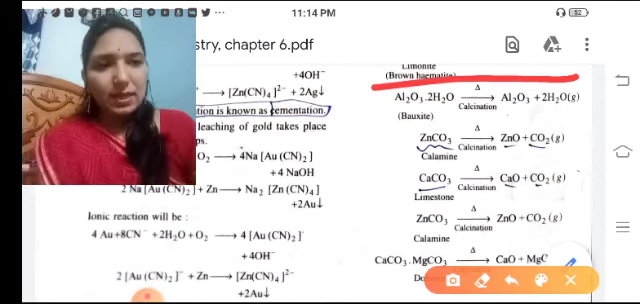 11:14 PM
52
stry, chapter 6.pdf
+4OH⁻
⟶ [Zn(CN)₄]²⁻ + 2Ag↓
tion is known as cementation.
leaching of gold takes place
ps.
O₂ ⟶ 4Na [Au (CN)₂]
+ 4 NaOH
2 Na [Au (CN)₂] + Zn ⟶ Na₂ [Zn (CN)₄]
+2Au↓
Ionic reaction will be :
4 Au+8CN⁻ +2H₂O+O₂ ⟶ 4 [Au (CN)₂]⁻
+ 4OH⁻
2 [Au (CN)₂]⁻ + Zn ⟶ [Zn(CN)₄]²⁻
+2Au↓
Limonite
(Brown haematite)
Al₂O₃.2H₂O ⟶ Al₂O₃ + 2H₂O(g)
Δ
Calcination
(Bauxite)
ZnCO₃ ⟶ ZnO + CO₂ (g)
Δ
Calcination
Calamine
CaCO₃ ⟶ CaO + CO₂ (g)
Δ
Calcination
Limestone
ZnCO₃ ⟶ ZnO + CO₂ (g)
Δ
Calcination
Calamine
CaCO₃ . MgCO₃ ⟶ CaO + MgC
Δ
Calcination